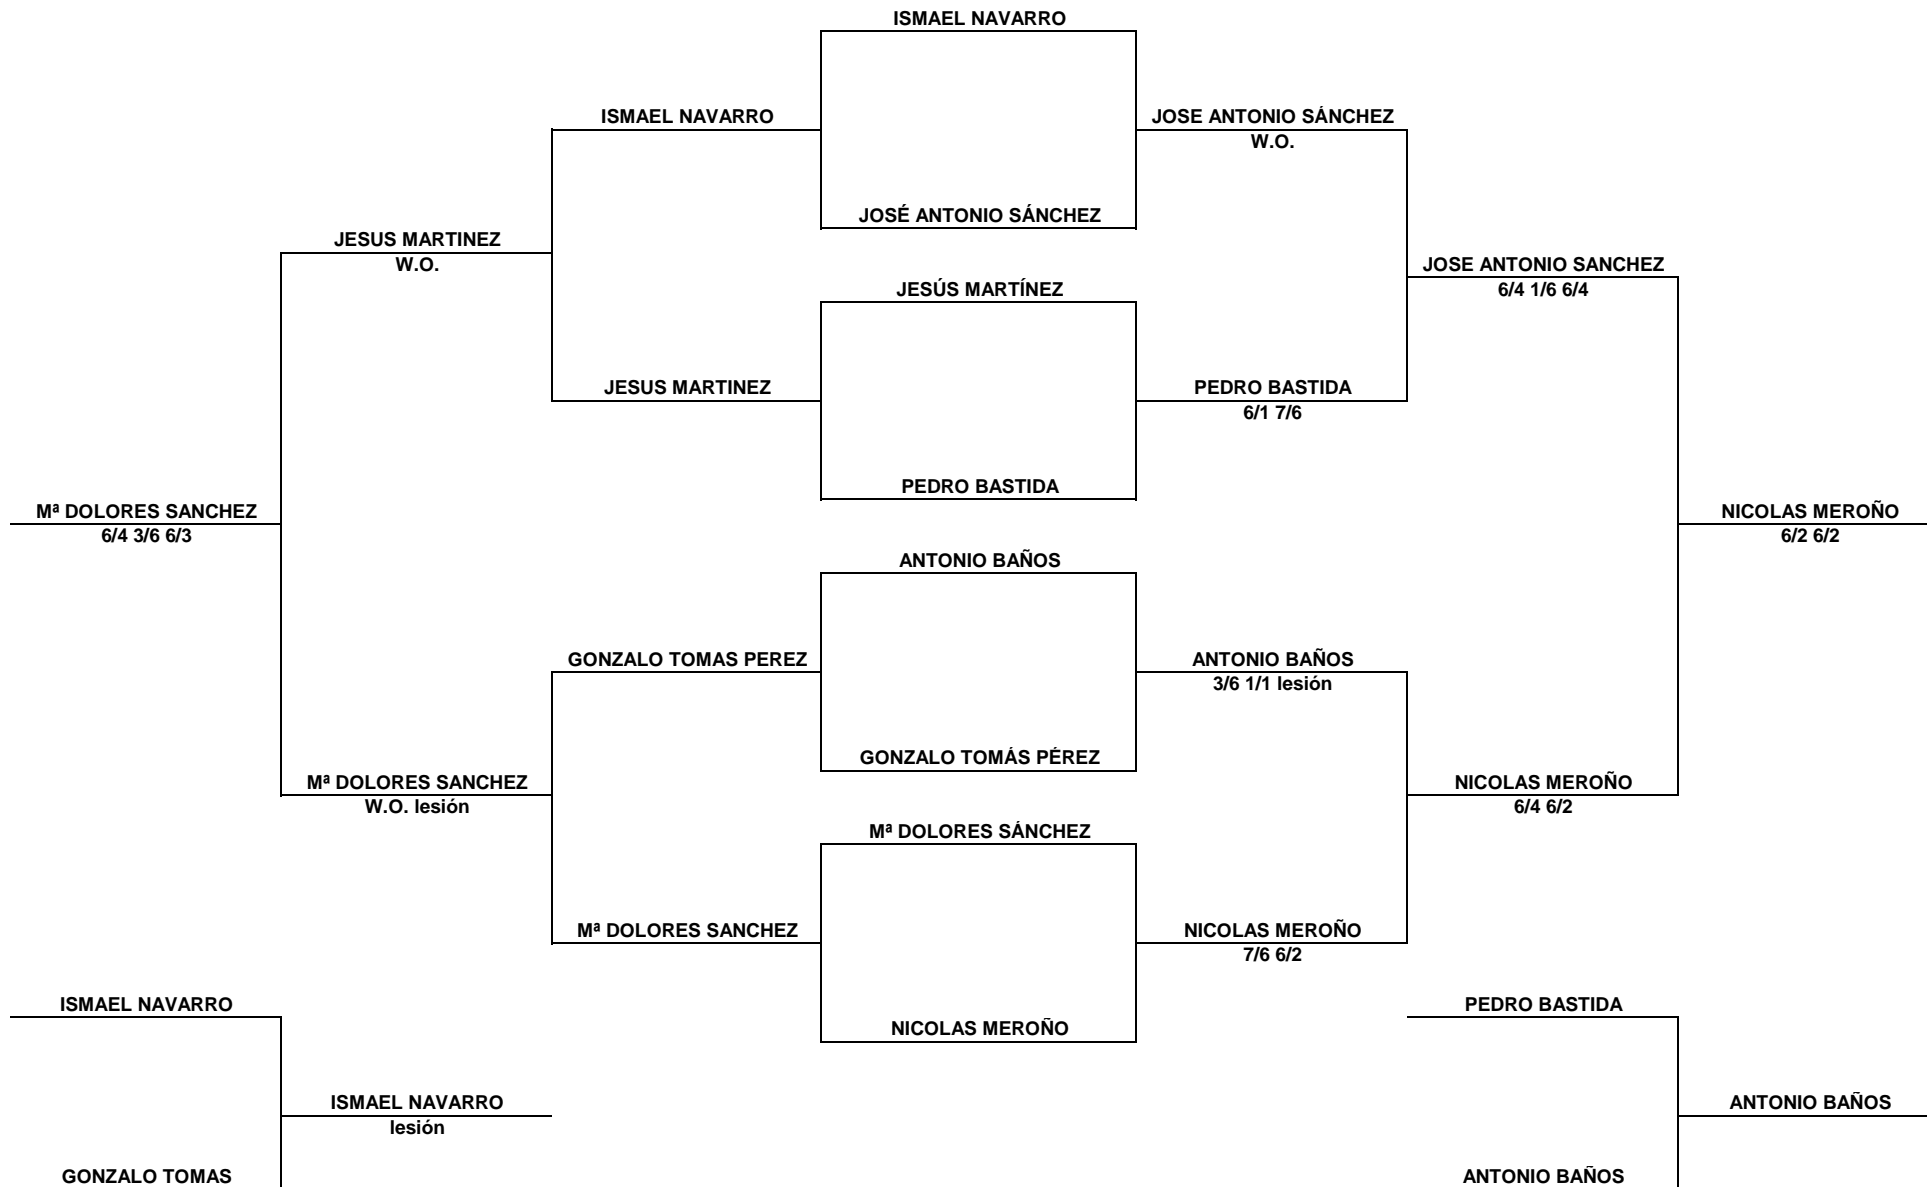 ISMAEL NAVARRO
ISMAEL NAVARRO
JOSE ANTONIO SÁNCHEZ
W.O.
JOSÉ ANTONIO SÁNCHEZ
JESUS MARTINEZ
W.O.
JOSE ANTONIO SANCHEZ
6/4 1/6 6/4
JESÚS MARTÍNEZ
JESUS MARTINEZ
PEDRO BASTIDA
6/1 7/6
PEDRO BASTIDA
Mª DOLORES SANCHEZ
6/4 3/6 6/3
NICOLAS MEROÑO
6/2 6/2
ANTONIO BAÑOS
GONZALO TOMAS PEREZ
ANTONIO BAÑOS
3/6 1/1 lesión
GONZALO TOMÁS PÉREZ
Mª DOLORES SANCHEZ
W.O. lesión
NICOLAS MEROÑO
6/4 6/2
Mª DOLORES SÁNCHEZ
Mª DOLORES SANCHEZ
NICOLAS MEROÑO
7/6 6/2
NICOLAS MEROÑO
ISMAEL NAVARRO
PEDRO BASTIDA
ISMAEL NAVARRO
lesión
ANTONIO BAÑOS
GONZALO TOMAS
ANTONIO BAÑOS